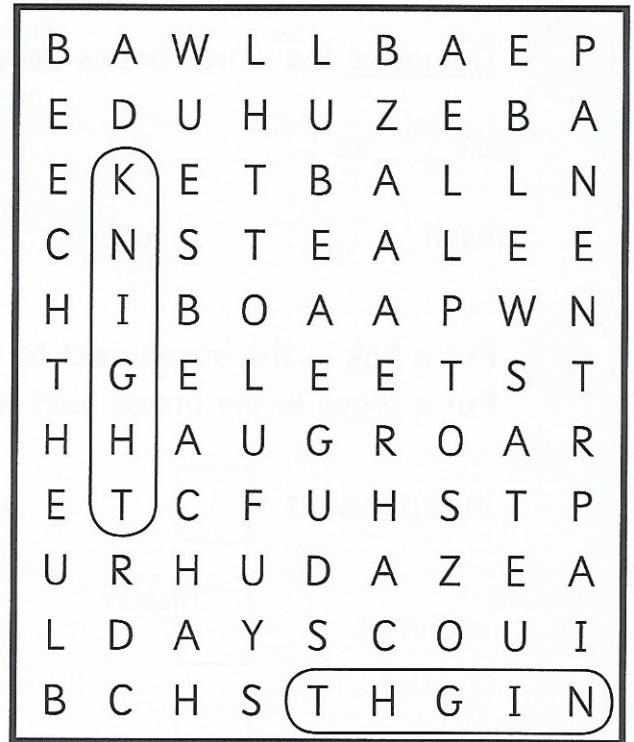 B A W L L B A E P
E D U H U Z E B A
E K E T B A L L N
C N S T E A L E E
H I B O A A P W N
T G E L E E T S T
H H A U G R O A R
E T C F U H S T P
U R H U D A Z E A
L D A Y S C O U I
B C H S T H G I N